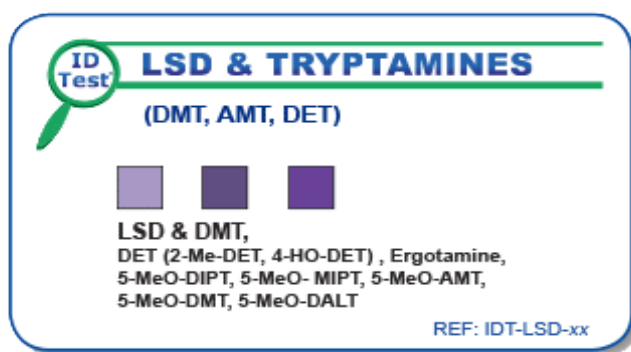 ID
Test
LSD & TRYPTAMINES
(DMT, AMT, DET)
LSD & DMT,
DET (2-Me-DET, 4-HO-DET) , Ergotamine,
5-MeO-DIPT, 5-MeO- MIPT, 5-MeO-AMT,
5-MeO-DMT, 5-MeO-DALT
REF: IDT-LSD-xx